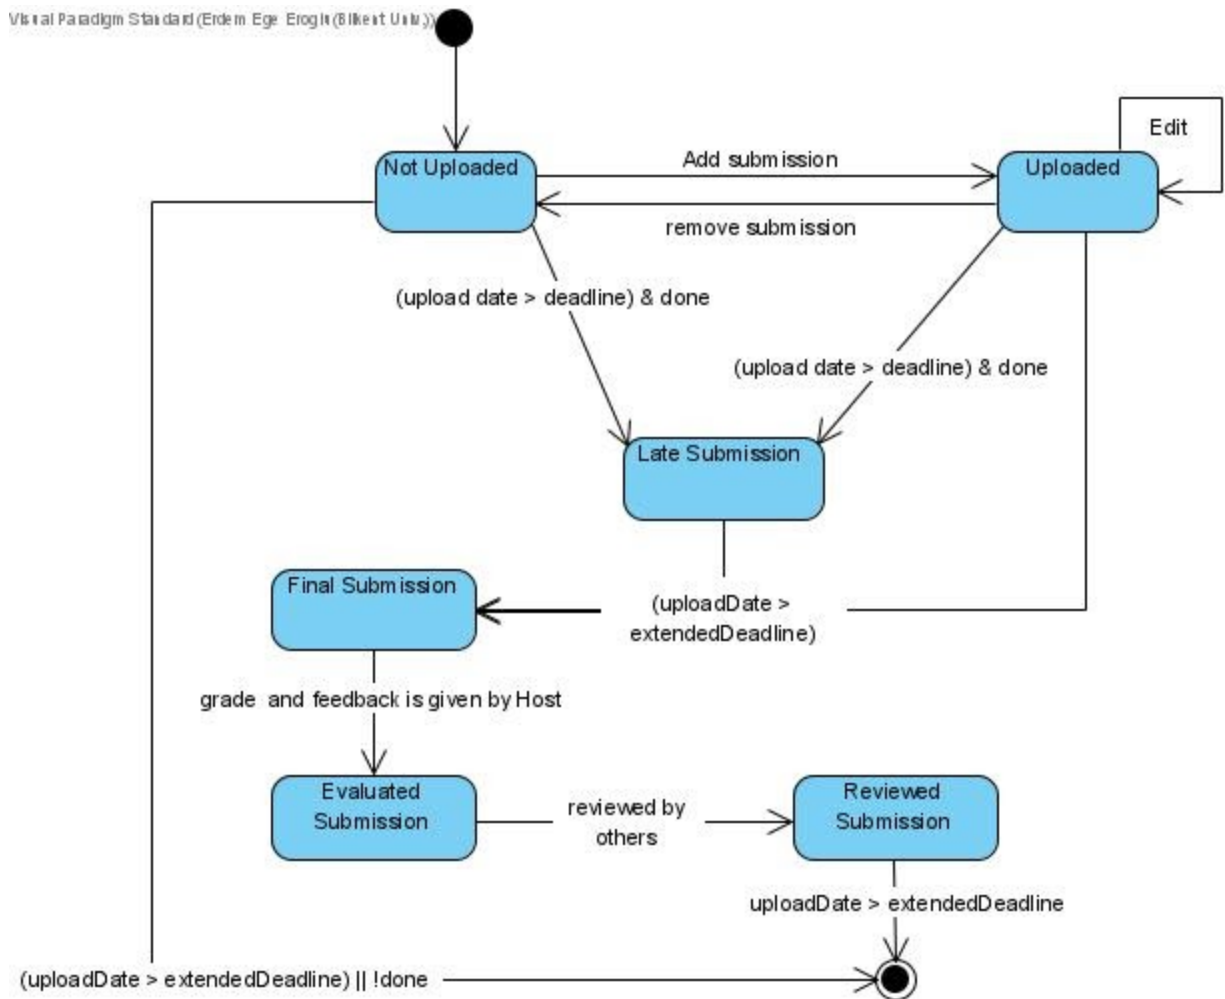 Visual Paradigm Standard (Erdem Ege Eroglu (Bilkent Univ.))
Edit
Not Uploaded
Add submission
Uploaded
remove submission
(upload date > deadline) & done
(upload date > deadline) & done
Late Submission
Final Submission
(uploadDate >
extendedDeadline)
grade and feedback is given by Host
Evaluated
Submission
reviewed by
others
Reviewed
Submission
uploadDate > extendedDeadline
(uploadDate > extendedDeadline) || !done